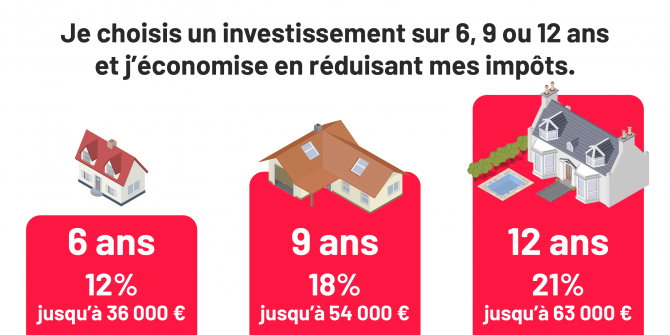 Je choisis un investissement sur 6, 9 ou 12 ans
et j’économise en réduisant mes impôts.
6 ans
12%
jusqu’à 36 000 €
9 ans
18%
jusqu’à 54 000 €
12 ans
21%
jusqu’à 63 000 €